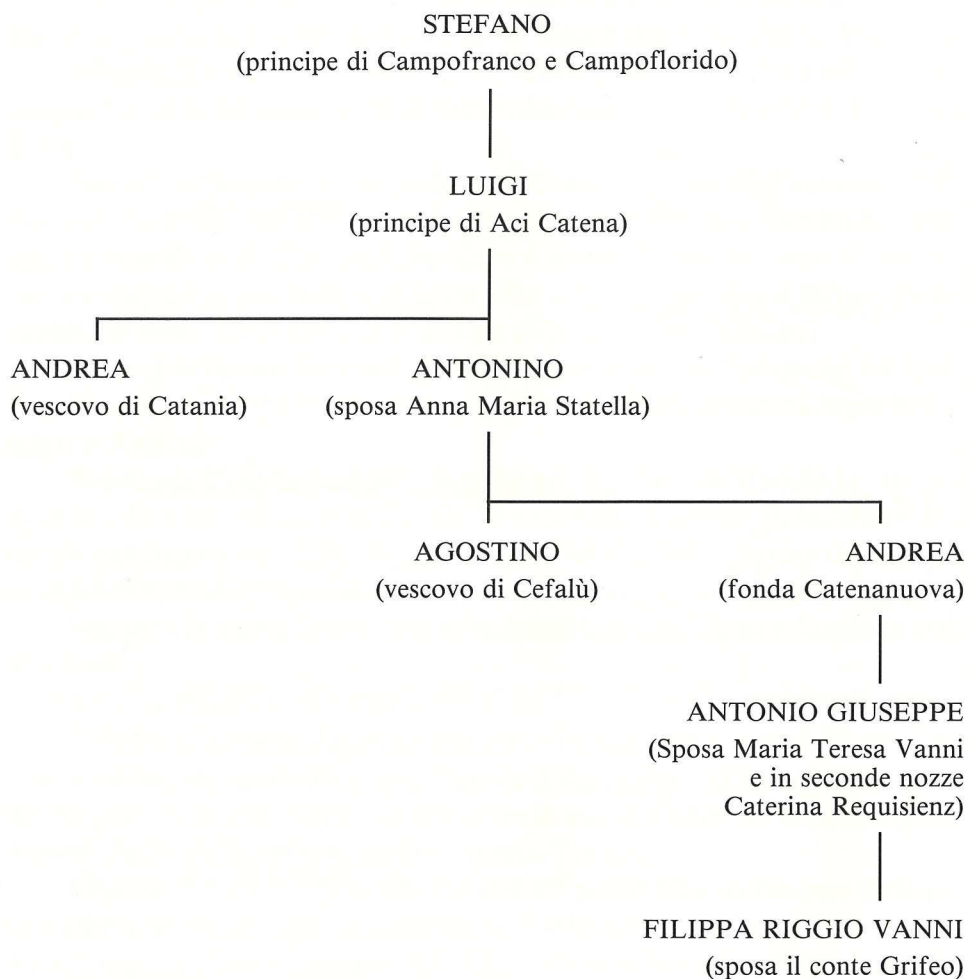 STEFANO
(principe di Campofranco e Campoflorido)
LUIGI
(principe di Aci Catena)
ANDREA
(vescovo di Catania)
ANTONINO
(sposa Anna Maria Statella)
AGOSTINO
(vescovo di Cefalù)
ANDREA
(fonda Catenanuova)
ANTONIO GIUSEPPE
(Sposa Maria Teresa Vanni
e in seconde nozze
Caterina Requisienz)
FILIPPA RIGGIO VANNI
(sposa il conte Grifeo)